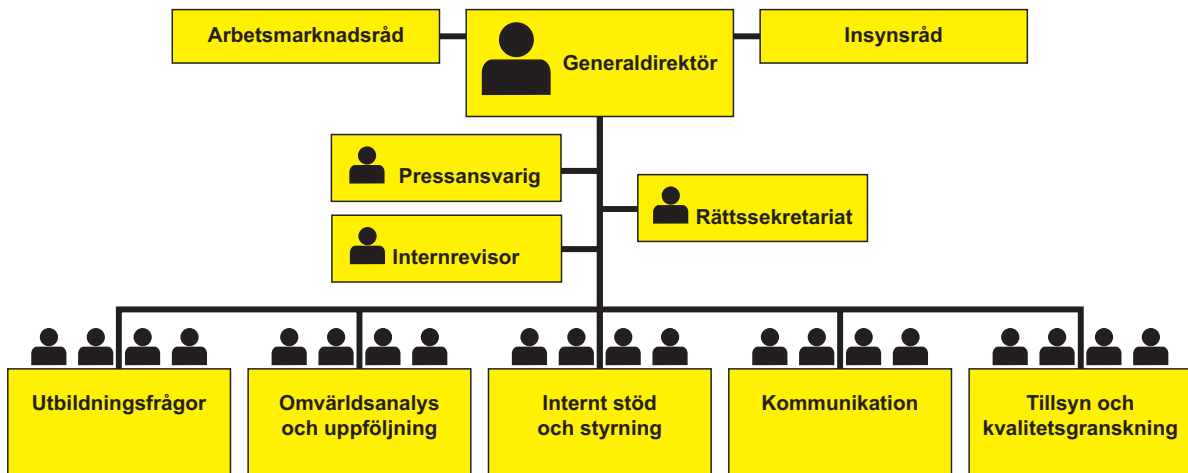 Arbetsmarknadsråd
Generaldirektör
Insynsråd
Pressansvarig
Rättssekretariat
Internrevisor
Utbildningsfrågor
Omvärldsanalys
och uppföljning
Internt stöd
och styrning
Kommunikation
Tillsyn och
kvalitetsgranskning